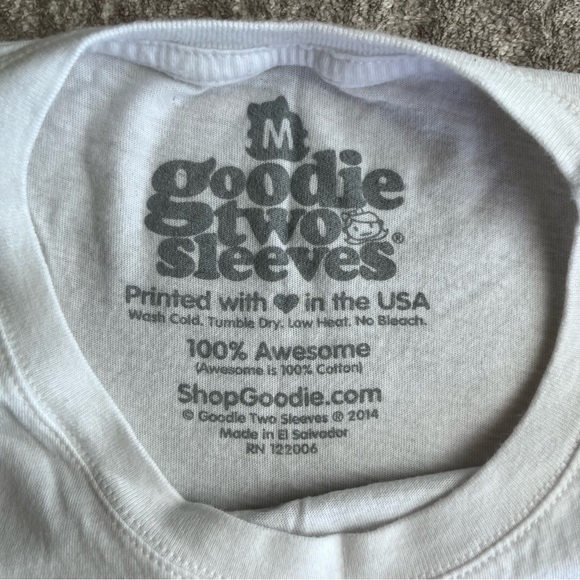 M
goodie
two
sleeves®
Printed with ♥ in the USA
Wash Cold. Tumble Dry. Low Heat. No Bleach.
100% Awesome
(Awesome is 100% Cotton)
ShopGoodie.com
© Goodie Two Sleeves ® 2014
Made in El Salvador
RN 122006